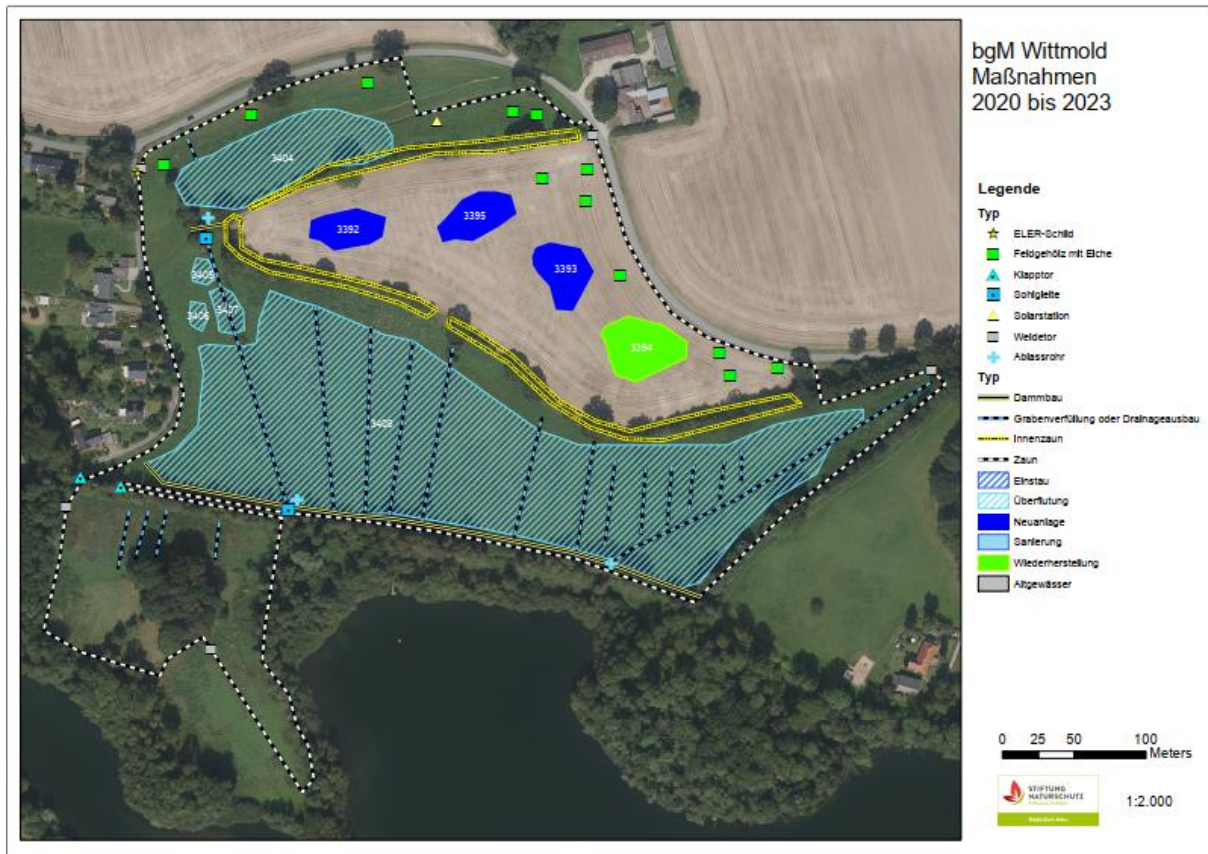 bgM Wittmold
Maßnahmen
2020 bis 2023
Legende
Typ
ELER-Schild
Feldgehölz mit Eiche
Klapptor
Sohlgleite
Solarstation
Weidetor
Ablassrohr
Typ
Dammbau
Grabenverfüllung oder Drainageausbau
Innenzaun
Zaun
Einstau
Überflutung
Neuanlage
Sanierung
Wiederherstellung
Altgewässer
3404
3392
3395
3393
3394
3405
3406
3407
3408
0 25 50 100
Meters
STIFTUNG
NATURSCHUTZ
1:2.000